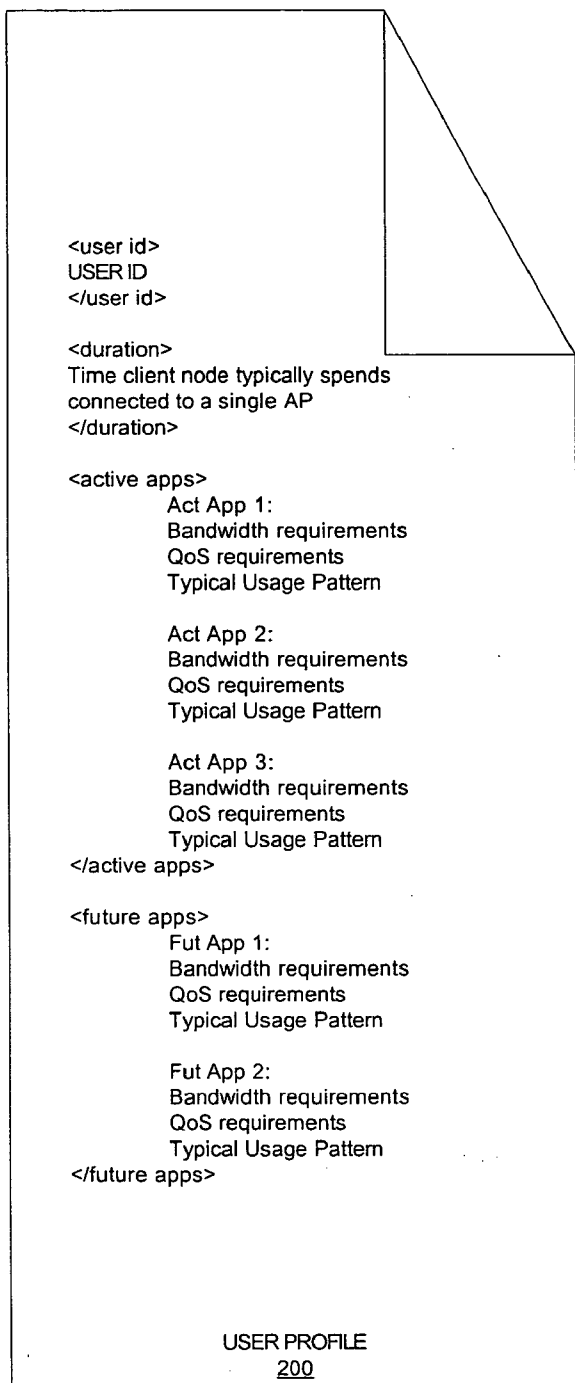 <user id>
USER ID
</user id>
<duration>
Time client node typically spends
connected to a single AP
</duration>
<active apps>
Act App 1:
Bandwidth requirements
QoS requirements
Typical Usage Pattern
Act App 2:
Bandwidth requirements
QoS requirements
Typical Usage Pattern
Act App 3:
Bandwidth requirements
QoS requirements
Typical Usage Pattern
</active apps>
<future apps>
Fut App 1:
Bandwidth requirements
QoS requirements
Typical Usage Pattern
Fut App 2:
Bandwidth requirements
QoS requirements
Typical Usage Pattern
</future apps>
USER PROFILE
200